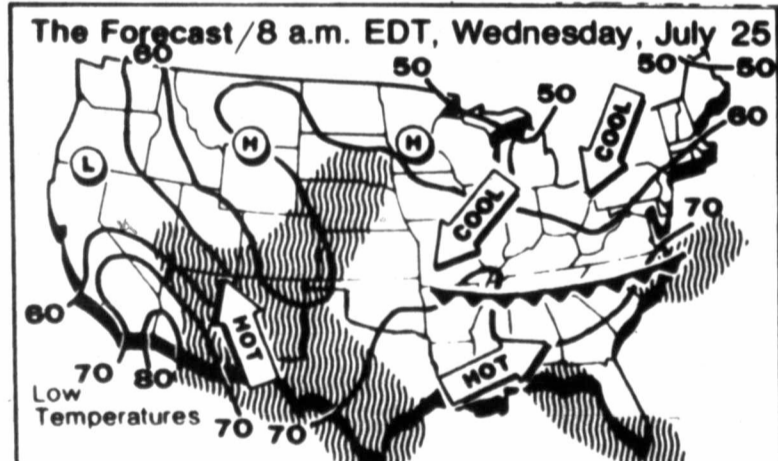 The Forecast/8 a.m. EDT, Wednesday, July 25
60
50
50
50
50
60
COOL
L
H
H
COOL
70
60
HOT
HOT
70
80
70
70
Low
Temperatures